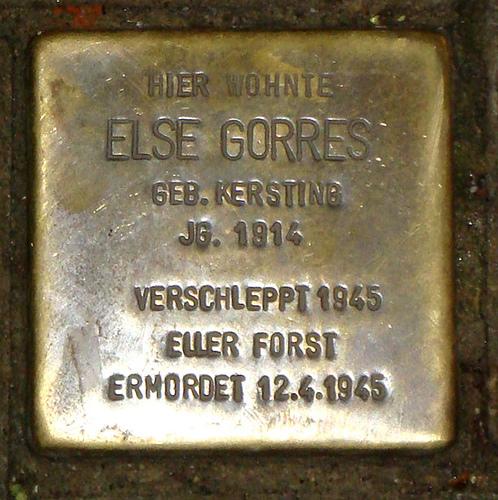 HIER WOHNTE
ELSE GORRES
GEB. KERSTING
JG. 1914
VERSCHLEPPT 1945
ELLER FORST
ERMORDET 12.4.1945